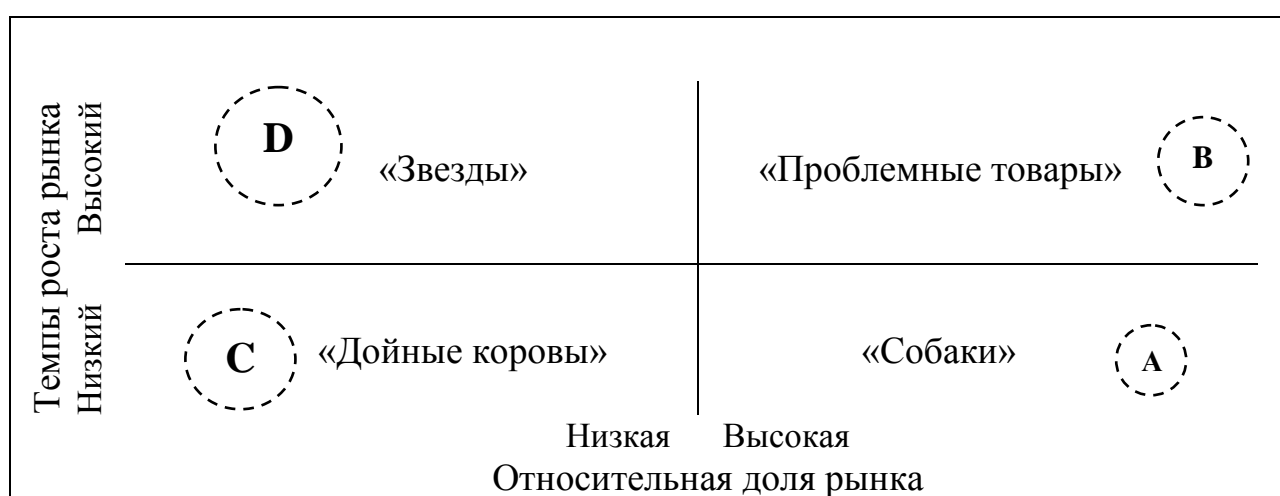 Темпы роста рынка
Высокий
Низкий
D
«Звезды»
«Проблемные товары»
B
C
«Дойные коровы»
«Собаки»
A
Низкая Высокая
Относительная доля рынка